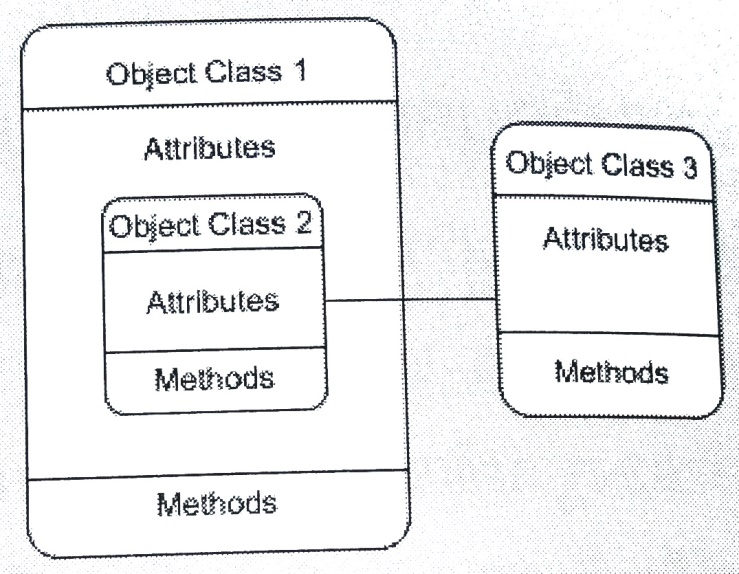 Object Class 1
Attributes
Object Class 2
Attributes
Methods
Methods
Object Class 3
Attributes
Methods